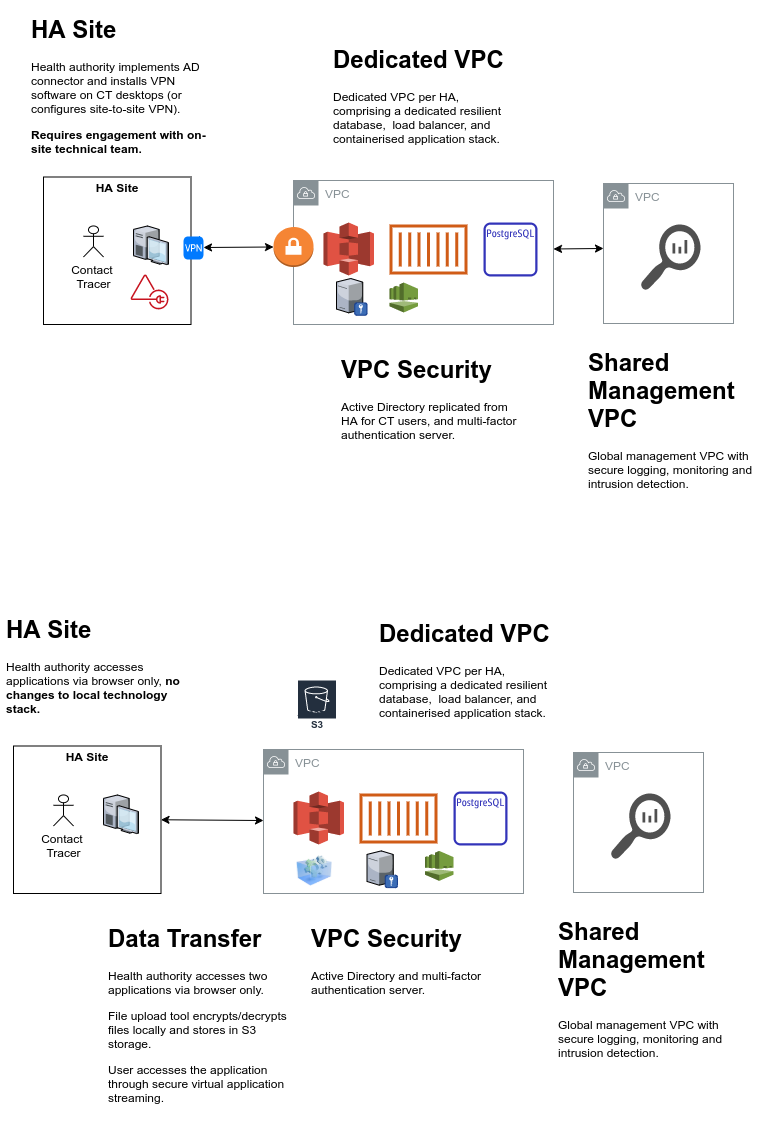 HA Site
Health authority implements AD
connector and installs VPN
software on CT desktops (or
configures site-to-site VPN).
Requires engagement with on-
site technical team.
Dedicated VPC
Dedicated VPC per HA,
comprising a dedicated resilient
database,  load balancer, and
containerised application stack.
HA Site
Contact
Tracer
VPN
VPC
PostgreSQL
VPC
VPC Security
Active Directory replicated from
HA for CT users, and multi-factor
authentication server.
Shared
Management
VPC
Global management VPC with
secure logging, monitoring and
intrusion detection.
HA Site
Health authority accesses
applications via browser only, no
changes to local technology
stack.
S3
Dedicated VPC
Dedicated VPC per HA,
comprising a dedicated resilient
database,  load balancer, and
containerised application stack.
HA Site
Contact
Tracer
VPC
PostgreSQL
VPC
Data Transfer
Health authority accesses two
applications via browser only.
File upload tool encrypts/decrypts
files locally and stores in S3
storage.
User accesses the application
through secure virtual application
streaming.
VPC Security
Active Directory and multi-factor
authentication server.
Shared
Management
VPC
Global management VPC with
secure logging, monitoring and
intrusion detection.